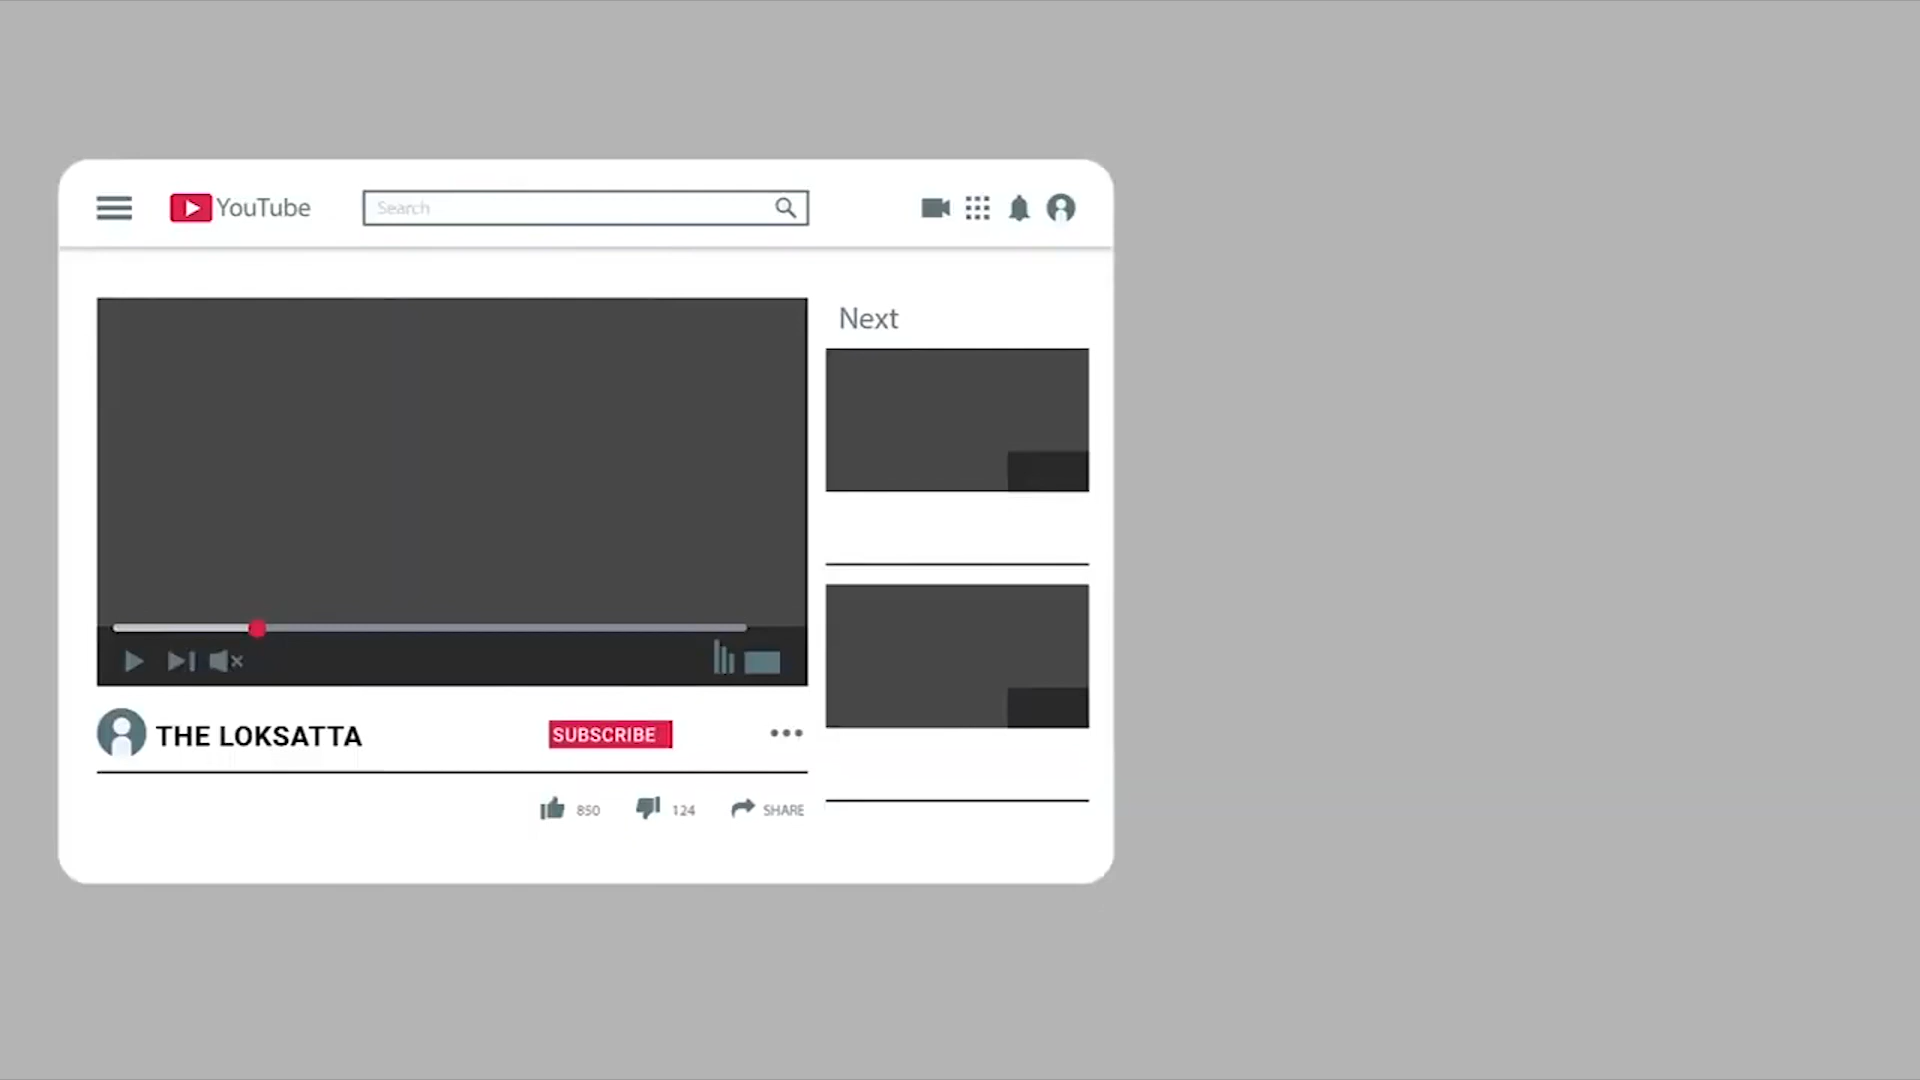 YouTube
Search
Next
THE LOKSATTA
SUBSCRIBE
850
124
SHARE